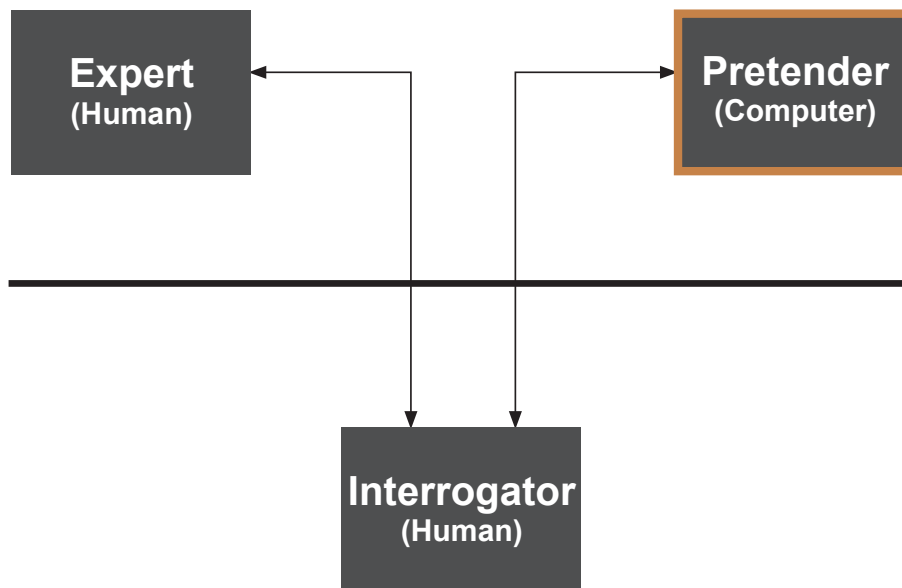 Expert
(Human)
Pretender
(Computer)
Interrogator
(Human)